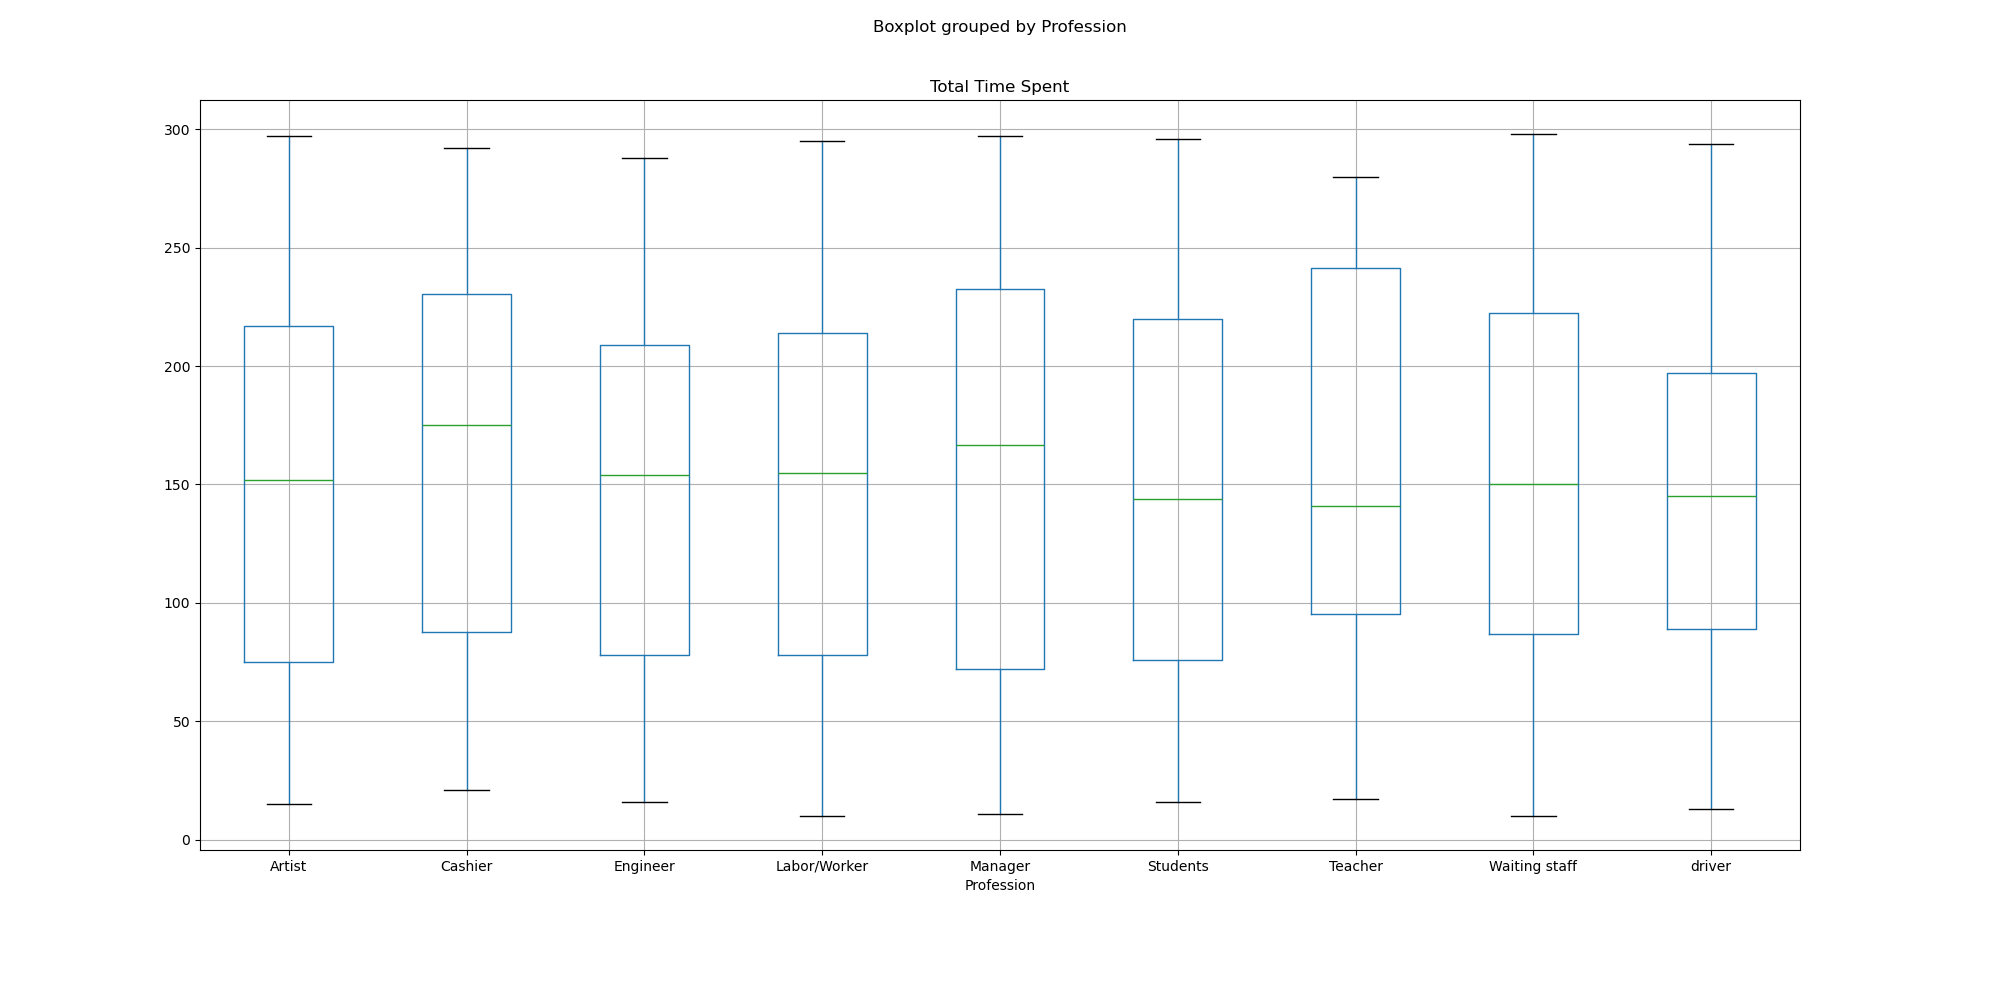 Boxplot grouped by Profession
Total Time Spent
300
250
200
150
100
50
0
Artist Cashier Engineer Labor/Worker Manager Students Teacher Waiting staff driver
Profession